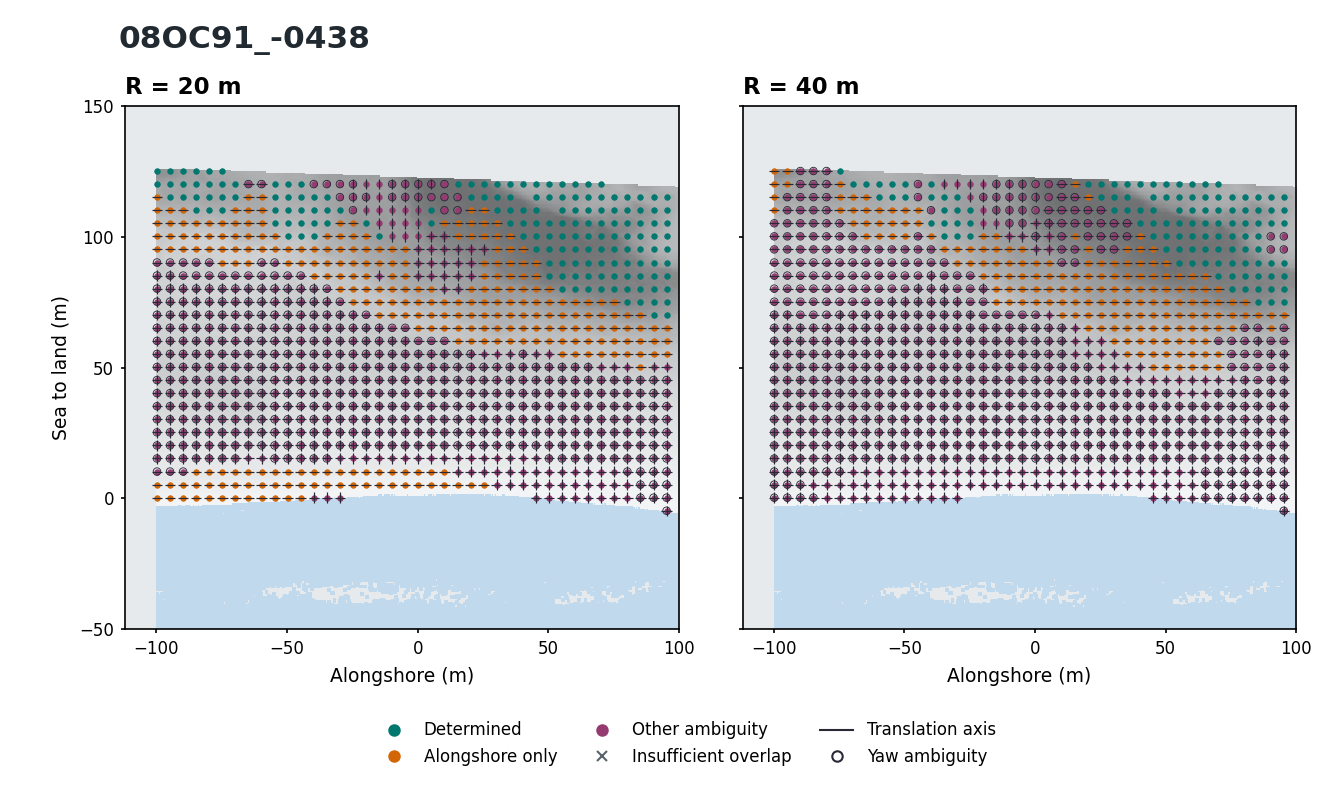 08OC91_-0438
R = 20 m
R = 40 m
150
100
50
0
−50
Sea to land (m)
−100
−50
0
50
100
−100
−50
0
50
100
Alongshore (m)
Alongshore (m)
Determined
Other ambiguity
Translation axis
Alongshore only
Insufficient overlap
Yaw ambiguity